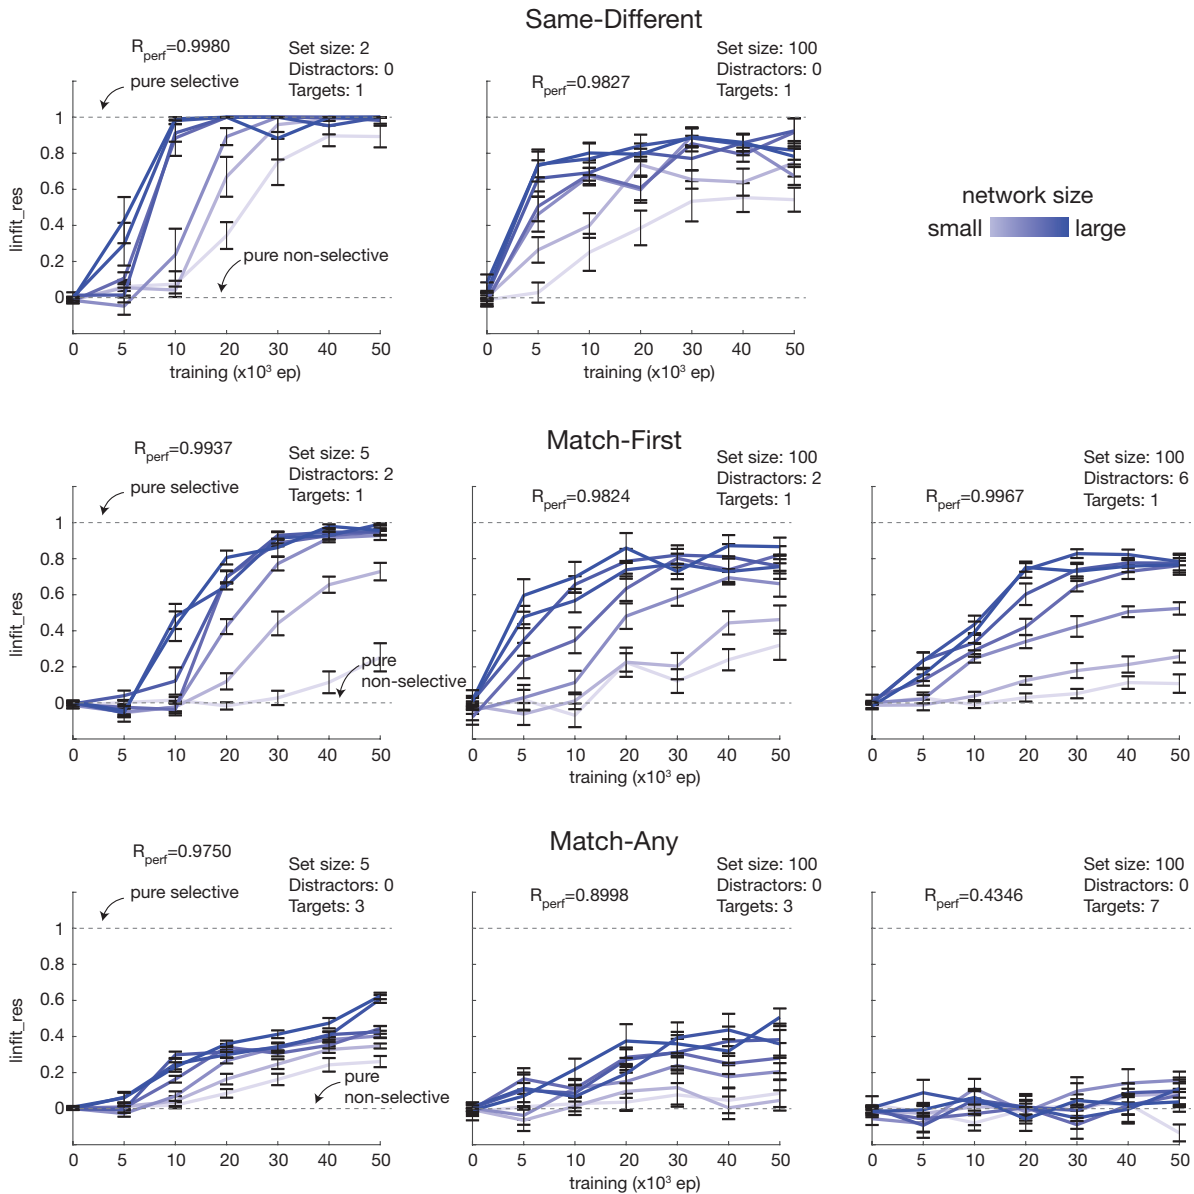 Same-Different
Rperf=0.9980
Set size: 2
Distractors: 0
Targets: 1
pure selective
1
0.8
0.6
0.4
0.2
0
linfit_res
pure non-selective
0 5 10 20 30 40 50
training (x10³ ep)
Rperf=0.9827
Set size: 100
Distractors: 0
Targets: 1
0 5 10 20 30 40 50
training (x10³ ep)
network size
small large
Match-First
Rperf=0.9937
Set size: 5
Distractors: 2
Targets: 1
pure selective
1
0.8
0.6
0.4
0.2
0
linfit_res
pure
non-selective
0 5 10 20 30 40 50
Rperf=0.9824
Set size: 100
Distractors: 2
Targets: 1
0 5 10 20 30 40 50
training (x10³ ep)
Rperf=0.9967
Set size: 100
Distractors: 6
Targets: 1
0 5 10 20 30 40 50
Match-Any
Rperf=0.9750
Set size: 5
Distractors: 0
Targets: 3
pure selective
1
0.8
0.6
0.4
0.2
0
linfit_res
pure
non-selective
0 5 10 20 30 40 50
Rperf=0.8998
Set size: 100
Distractors: 0
Targets: 3
0 5 10 20 30 40 50
training (x10³ ep)
Rperf=0.4346
Set size: 100
Distractors: 0
Targets: 7
0 5 10 20 30 40 50